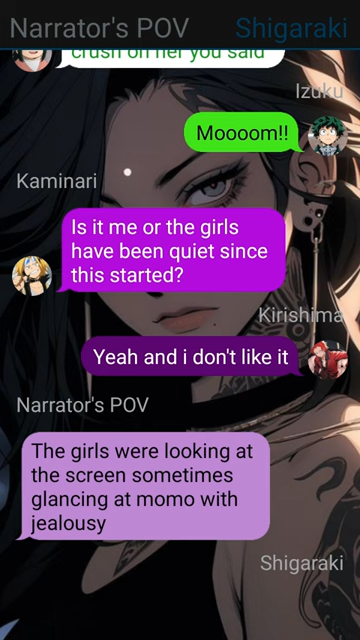 Narrator's POV Shigaraki
crush on her you said
Izuku
Moooom!!
Kaminari
Is it me or the girls
have been quiet since
this started?
Kirishima
Yeah and i don't like it
Narrator's POV
The girls were looking at
the screen sometimes
glancing at momo with
jealousy
Shigaraki